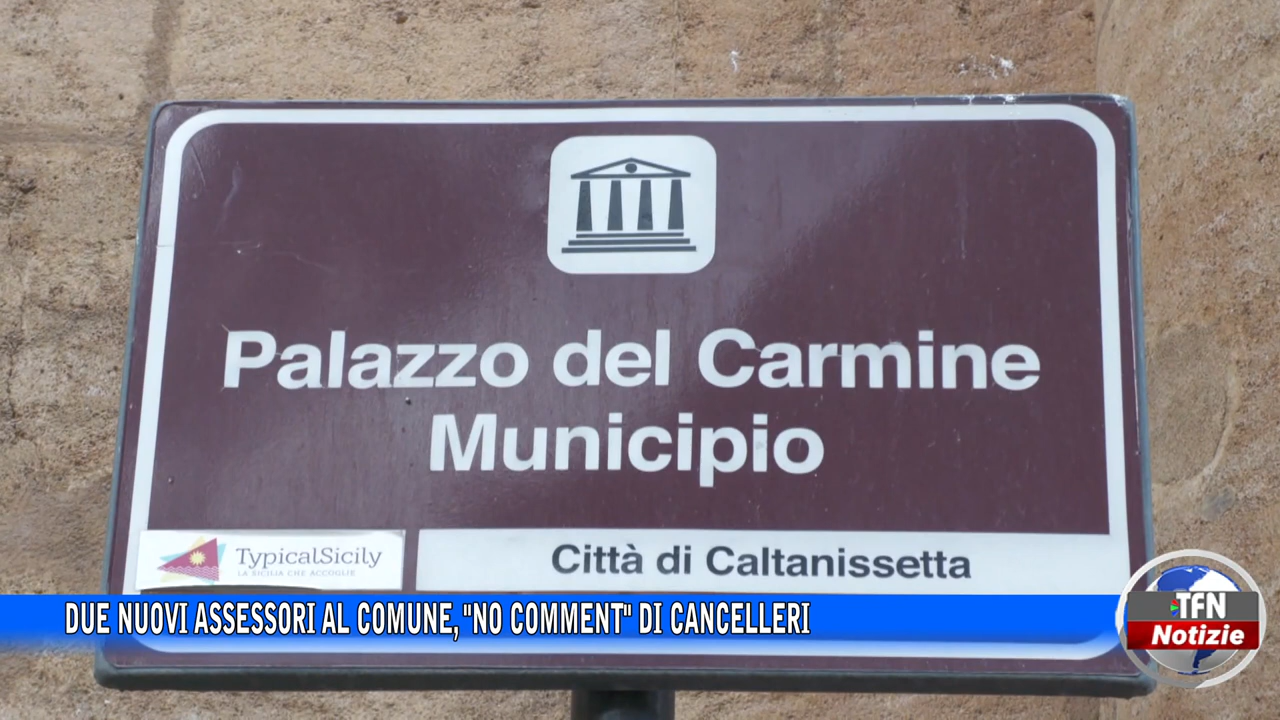 Palazzo del Carmine
Municipio
TypicalSicily
LA SICILIA CHE ACCOGLIE
Città di Caltanissetta
DUE NUOVI ASSESSORI AL COMUNE,"NO COMMENT" DI CANCELLERI
TFN
Notizie